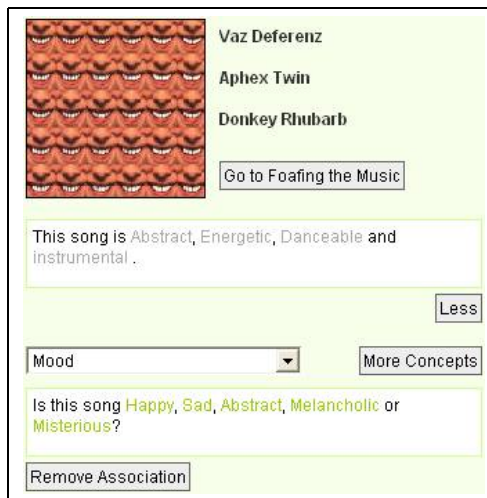 Vaz Deferenz
Aphex Twin
Donkey Rhubarb
Go to Foafing the Music
This song is Abstract, Energetic, Danceable and
instrumental .
Less
Mood
More Concepts
Is this song Happy, Sad, Abstract, Melancholic or
Misterious?
Remove Association